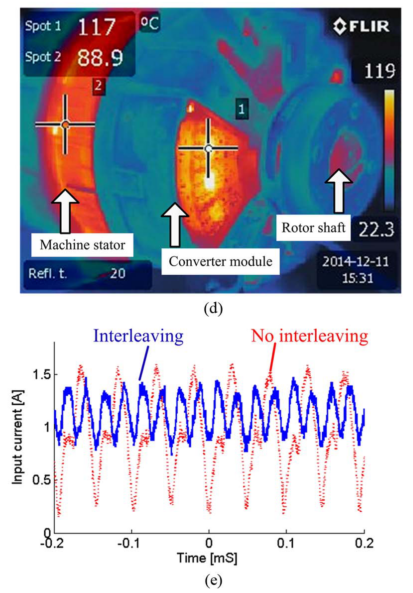 Spot 1 117 °C
Spot 2 88.9
FLIR
119
2
1
Machine stator
Converter module
Rotor shaft
22.3
Refl. t. 20
2014-12-11
15:31
(d)
Interleaving
No interleaving
Input current [A]
1.5
1
0.5
0
-0.2
-0.1
0
0.1
0.2
Time [mS]
(e)